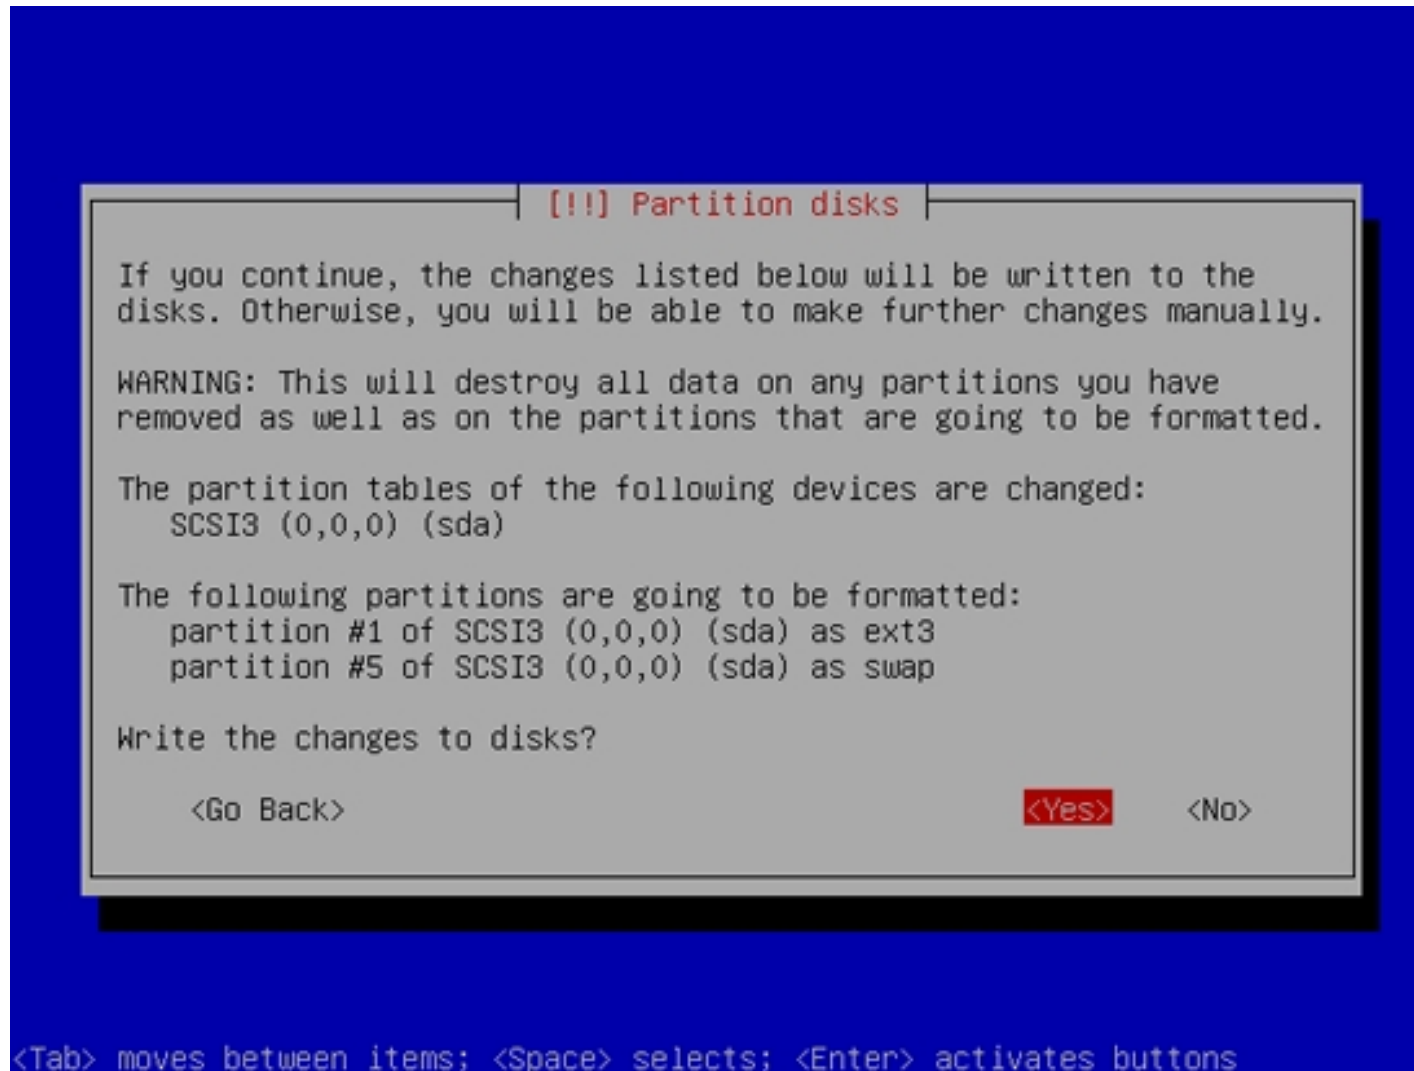 [!!] Partition disks
If you continue, the changes listed below will be written to the
disks. Otherwise, you will be able to make further changes manually.
WARNING: This will destroy all data on any partitions you have
removed as well as on the partitions that are going to be formatted.
The partition tables of the following devices are changed:
SCSI3 (0,0,0) (sda)
The following partitions are going to be formatted:
partition #1 of SCSI3 (0,0,0) (sda) as ext3
partition #5 of SCSI3 (0,0,0) (sda) as swap
Write the changes to disks?
<Go Back> <Yes> <No>
<Tab> moves between items; <Space> selects; <Enter> activates buttons